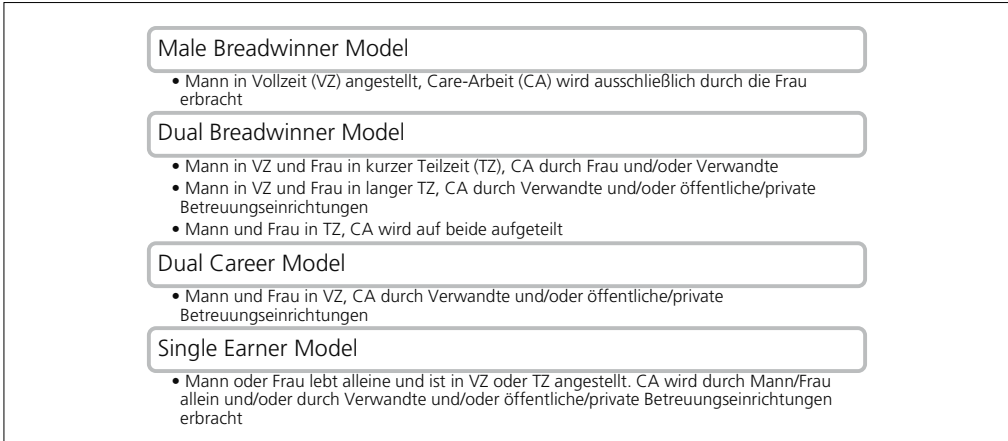 Male Breadwinner Model
• Mann in Vollzeit (VZ) angestellt, Care-Arbeit (CA) wird ausschließlich durch die Frau
erbracht
Dual Breadwinner Model
• Mann in VZ und Frau in kurzer Teilzeit (TZ), CA durch Frau und/oder Verwandte
• Mann in VZ und Frau in langer TZ, CA durch Verwandte und/oder öffentliche/private
Betreuungseinrichtungen
• Mann und Frau in TZ, CA wird auf beide aufgeteilt
Dual Career Model
• Mann und Frau in VZ, CA durch Verwandte und/oder öffentliche/private
Betreuungseinrichtungen
Single Earner Model
• Mann oder Frau lebt alleine und ist in VZ oder TZ angestellt. CA wird durch Mann/Frau
allein und/oder durch Verwandte und/oder öffentliche/private Betreuungseinrichtungen
erbracht